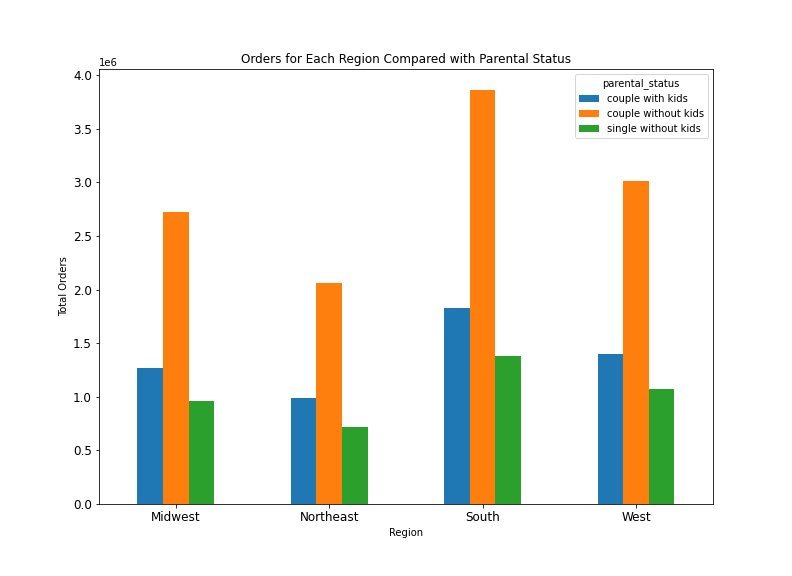 Orders for Each Region Compared with Parental Status
1e6
parental_status
couple with kids
couple without kids
single without kids
4.0
3.5
3.0
2.5
2.0
1.5
1.0
0.5
0.0
Total Orders
Midwest Northeast South West
Region